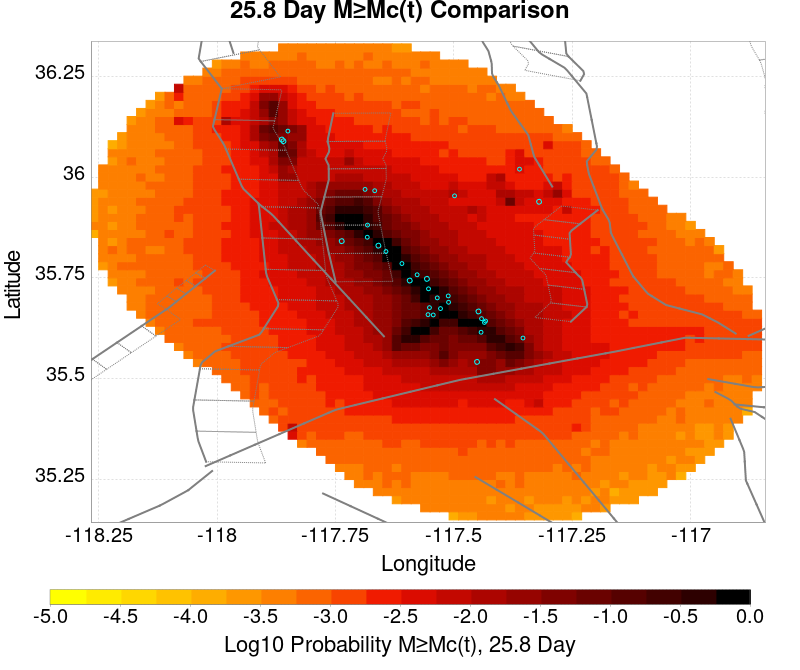 25.8 Day M≥Mc(t) Comparison
36.25
36
35.75
35.5
35.25
Latitude
-118.25 -118 -117.75 -117.5 -117.25 -117
Longitude
-5.0 -4.5 -4.0 -3.5 -3.0 -2.5 -2.0 -1.5 -1.0 -0.5 0.0
Log10 Probability M≥Mc(t), 25.8 Day